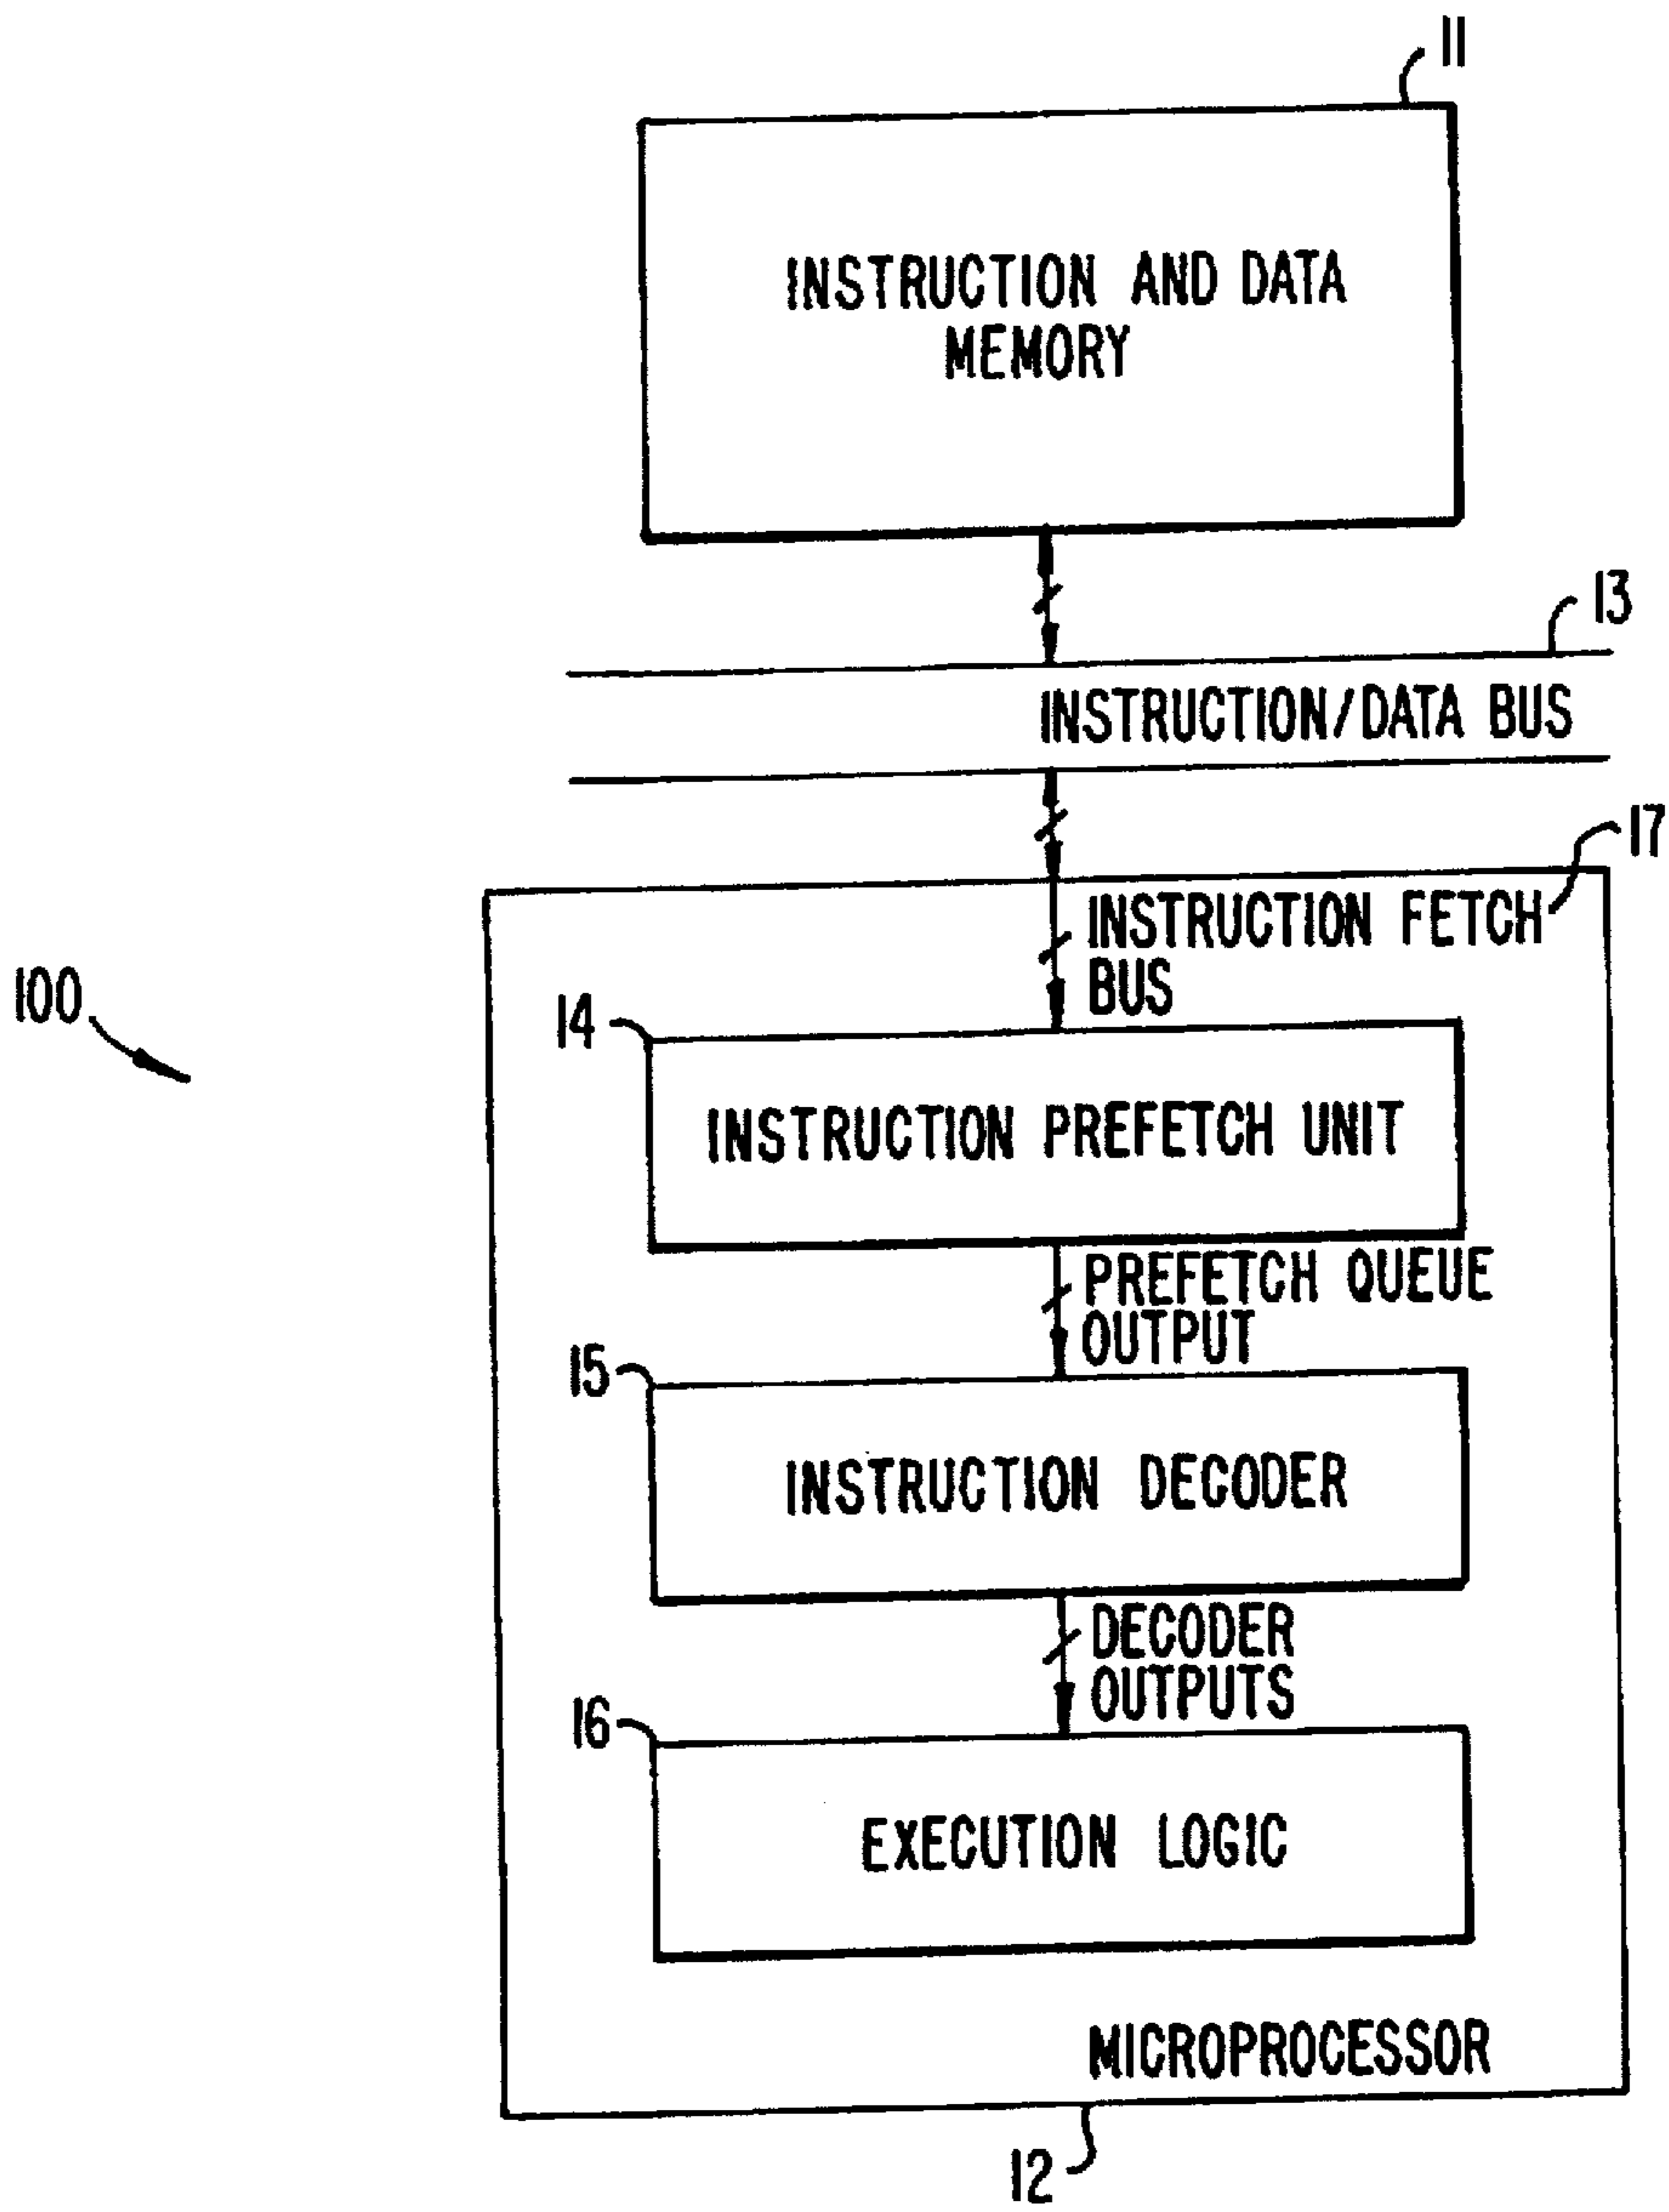 11
INSTRUCTION AND DATA
MEMORY
13
INSTRUCTION/DATA BUS
17
INSTRUCTION FETCH
BUS
100
14
INSTRUCTION PREFETCH UNIT
PREFETCH QUEUE
OUTPUT
15
INSTRUCTION DECODER
DECODER
OUTPUTS
16
EXECUTION LOGIC
MICROPROCESSOR
12